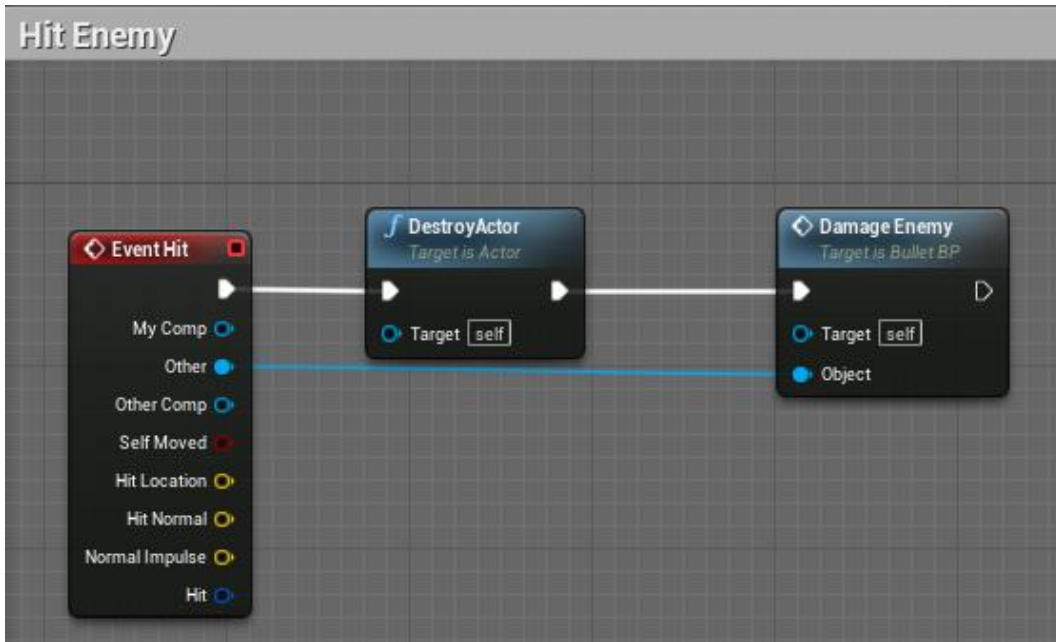 Hit Enemy
Event Hit
My Comp
Other
Other Comp
Self Moved
Hit Location
Hit Normal
Normal Impulse
Hit
f DestroyActor
Target is Actor
Target self
Damage Enemy
Target is Bullet BP
Target self
Object